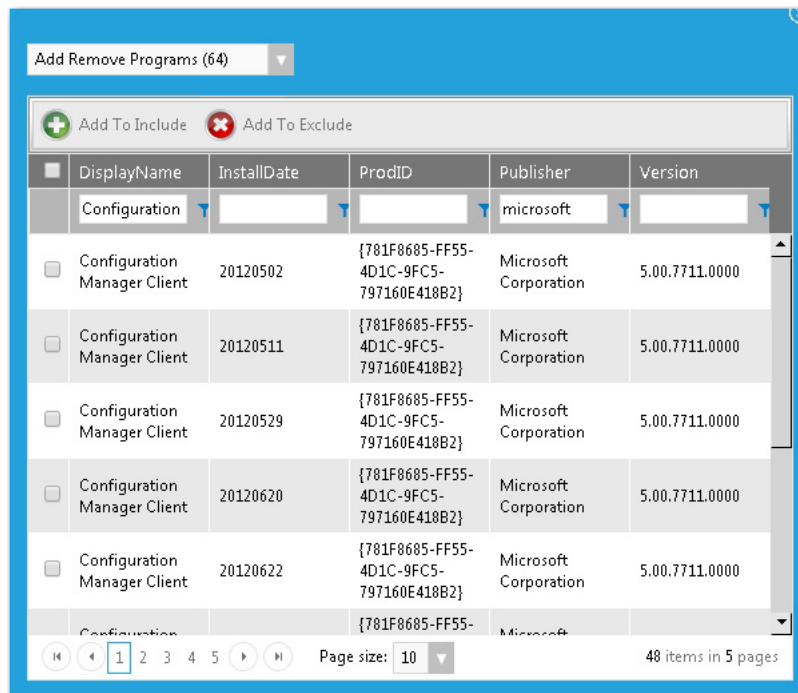 Add Remove Programs (64)
Add To Include Add To Exclude
DisplayName InstallDate ProdID Publisher Version
Configuration microsoft
Configuration Manager Client 20120502 {781F8685-FF55-4D1C-9FC5-797160E418B2} Microsoft Corporation 5.00.7711.0000
Configuration Manager Client 20120511 {781F8685-FF55-4D1C-9FC5-797160E418B2} Microsoft Corporation 5.00.7711.0000
Configuration Manager Client 20120529 {781F8685-FF55-4D1C-9FC5-797160E418B2} Microsoft Corporation 5.00.7711.0000
Configuration Manager Client 20120620 {781F8685-FF55-4D1C-9FC5-797160E418B2} Microsoft Corporation 5.00.7711.0000
Configuration Manager Client 20120622 {781F8685-FF55-4D1C-9FC5-797160E418B2} Microsoft Corporation 5.00.7711.0000
Configuration {781F8685-FF55- Microsoft
1 2 3 4 5 Page size: 10 48 items in 5 pages